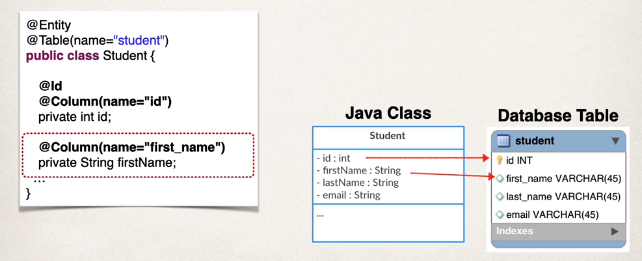 @Entity
@Table(name="student")
public class Student {
@Id
@Column(name="id")
private int id;
@Column(name="first_name")
private String firstName;
...
}
Java Class
Student
- id : int
- firstName : String
- lastName : String
- email : String
...
Database Table
student
id INT
first_name VARCHAR(45)
last_name VARCHAR(45)
email VARCHAR(45)
Indexes